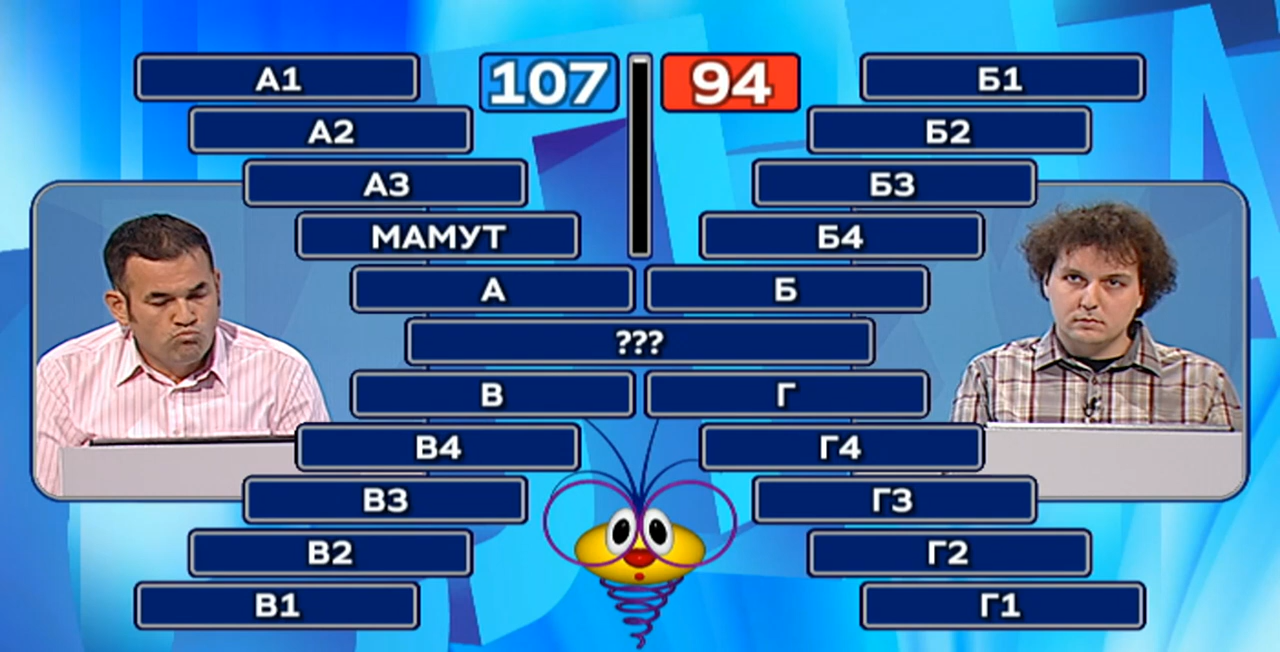 А1 107 94 Б1
А2 Б2
А3 Б3
МАМУТ Б4
А Б
???
В Г
В4 Г4
В3 Г3
В2 Г2
В1 Г1